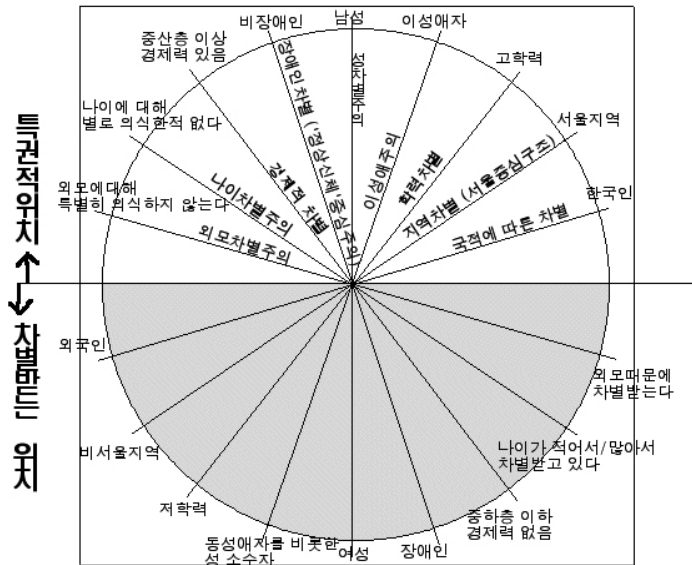 특권적위치
차별받는 위치
남성
비장애인
이성애자
중산층 이상
경제력 있음
고학력
나이에 대해
별로 의식한적 없다
서울지역
외모에대해
특별히 의식하지 않는다
한국인
외모차별주의
나이차별주의
경제적 차별
장애인차별 ('정상신체'중심주의)
성차별주의
이성애주의
학력차별
지역차별 (서울중심구조)
국적에 따른 차별
외국인
외모때문에
차별받는다
비서울지역
나이가 적어서/많아서
차별받고 있다
저학력
중하층 이하
경제력 없음
동성애자를 비롯한
성 소수자
여성
장애인